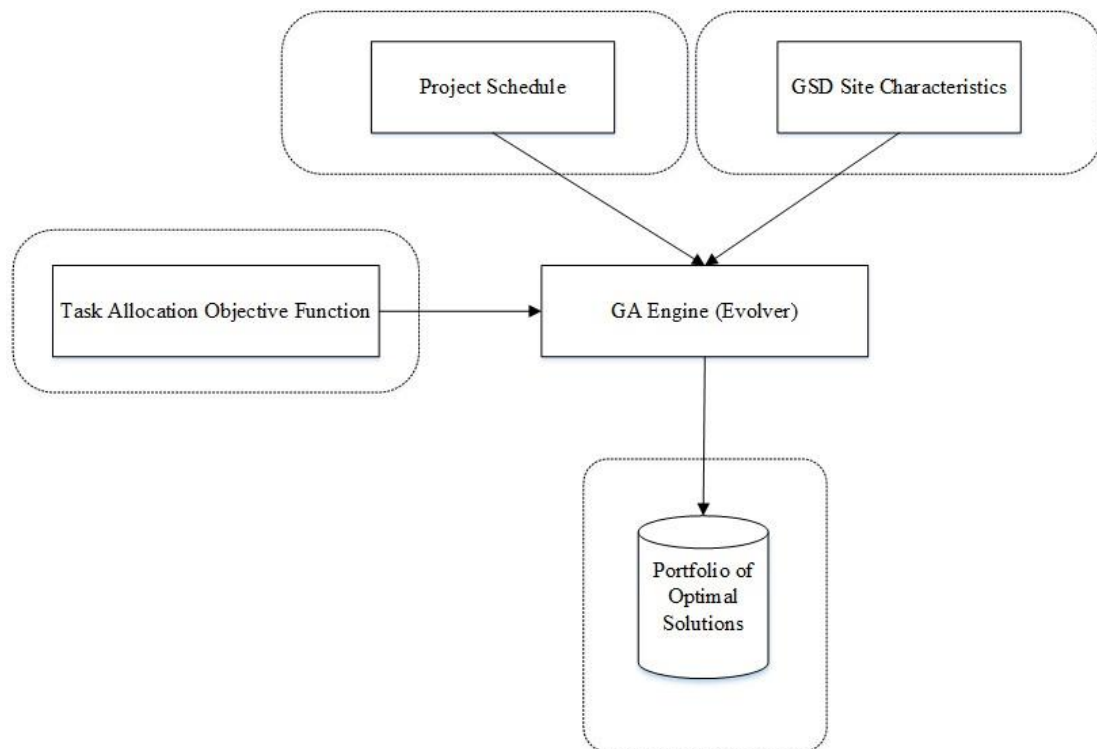 Project Schedule
GSD Site Characteristics
Task Allocation Objective Function
GA Engine (Evolver)
Portfolio of
Optimal
Solutions